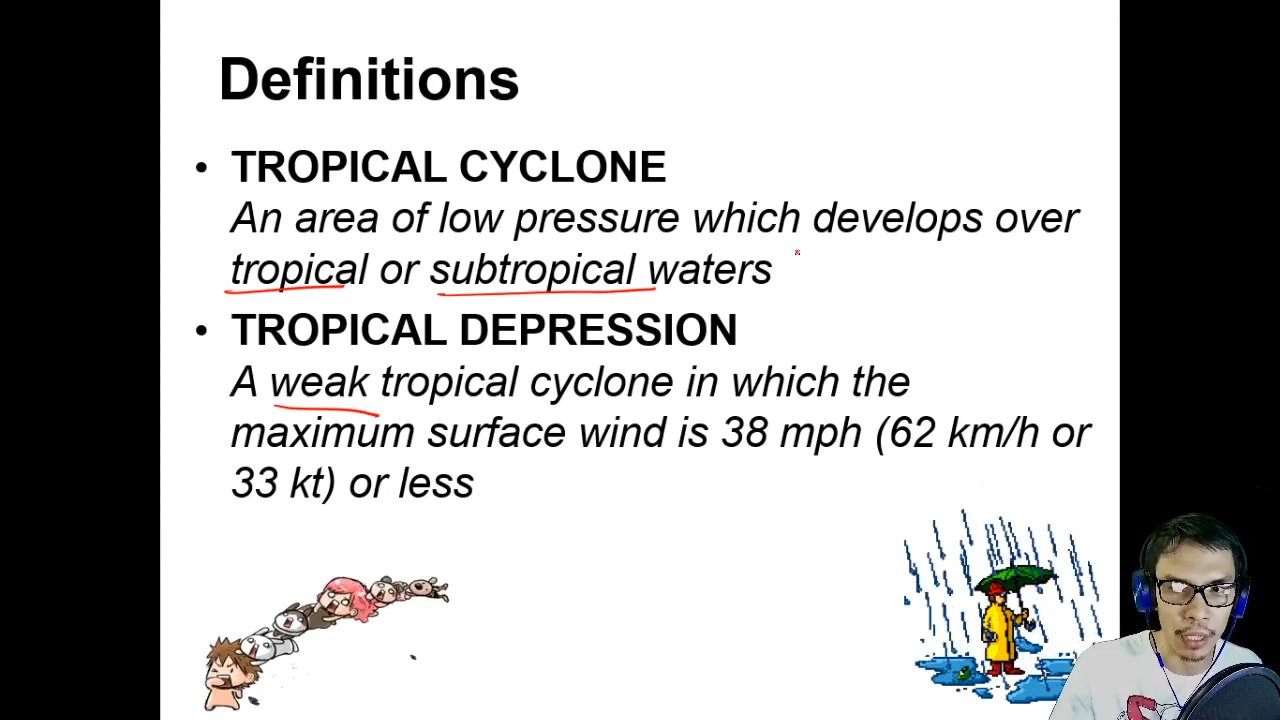 Definitions
• TROPICAL CYCLONE
An area of low pressure which develops over
tropical or subtropical waters
• TROPICAL DEPRESSION
A weak tropical cyclone in which the
maximum surface wind is 38 mph (62 km/h or
33 kt) or less